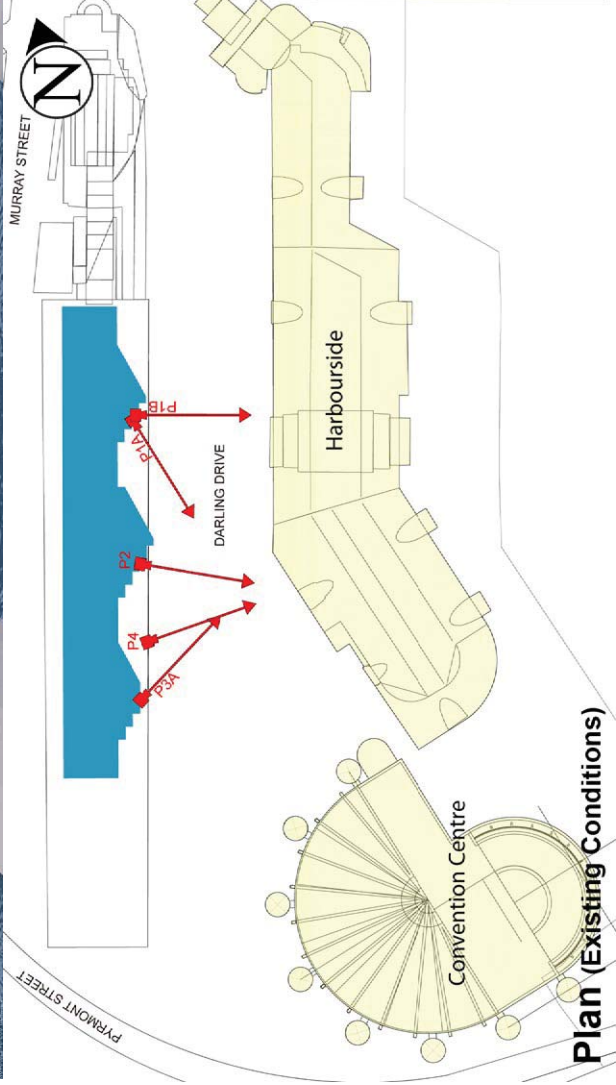 MURRAY STREET
N
P1B
P1A
DARLING DRIVE
P2
P4
P3A
Harbourside
Convention Centre
PYRMONT STREET
Plan (Existing Conditions)